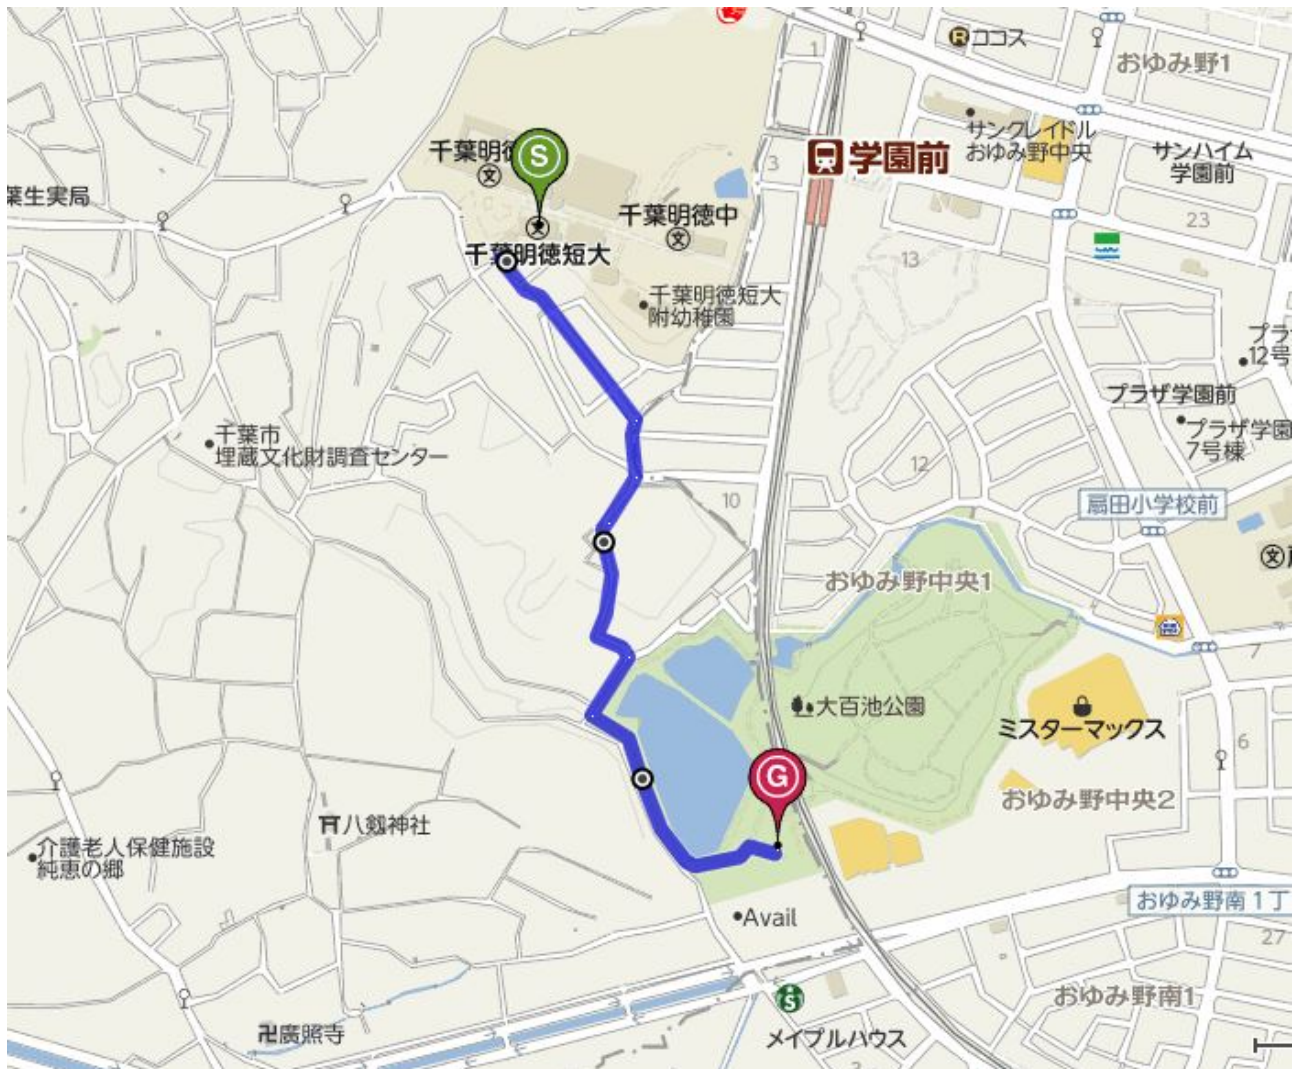 ココス
おゆみ野1
1
サンクレイドル
おゆみ野中央
サンハイム
学園前
千葉明徳
S
文
3
学園前
葉生実局
千葉明徳中
文
23
文
千葉明徳短大
13
千葉明徳短大
附幼稚園
プラ
12号
プラザ学園前
プラザ学園
7号棟
千葉市
埋蔵文化財調査センター
12
10
扇田小学校前
文
おゆみ野中央1
7
大百池公園
ミスターマックス
6
G
おゆみ野中央2
八剱神社
介護老人保健施設
純恵の郷
おゆみ野南1丁
Avail
27
おゆみ野南1
S
卍廣照寺
メイプルハウス